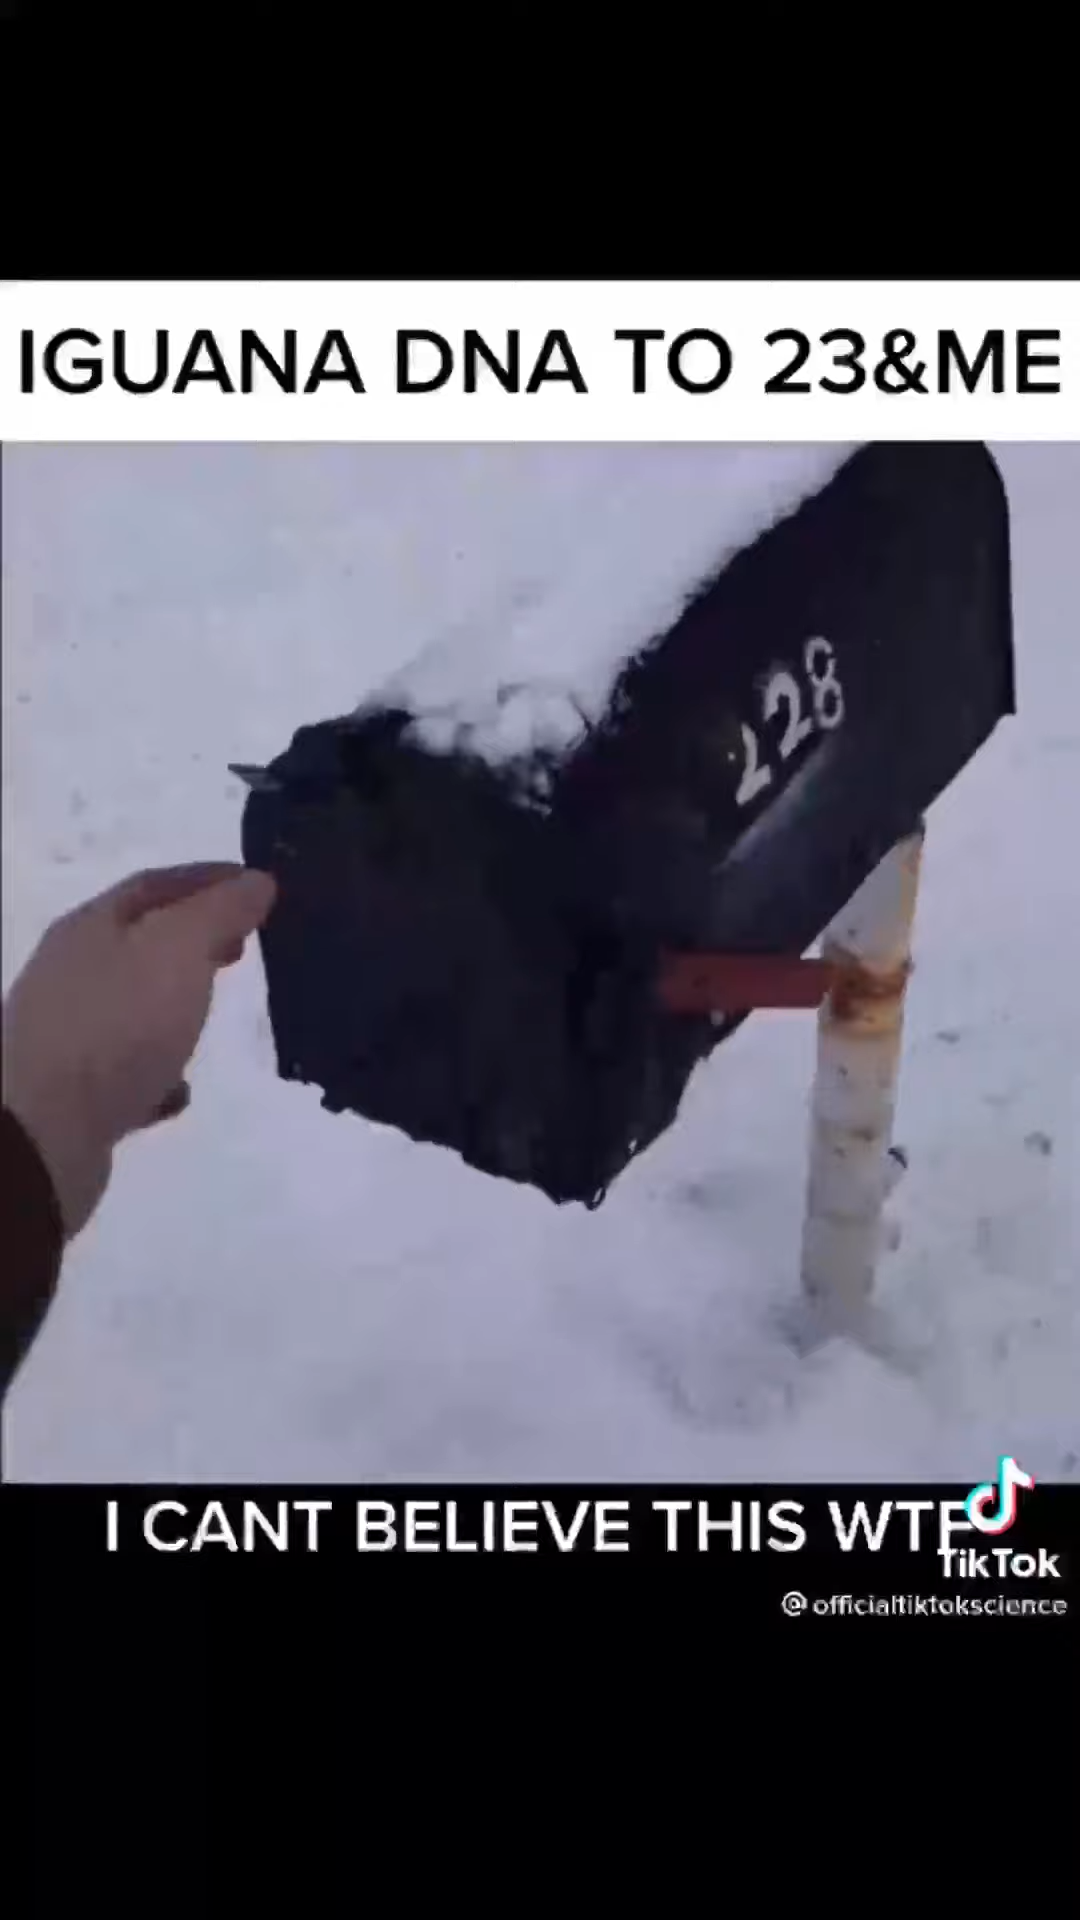 IGUANA DNA TO 23&ME
228
I CANT BELIEVE THIS WTF
TikTok
@officialtiktokscience